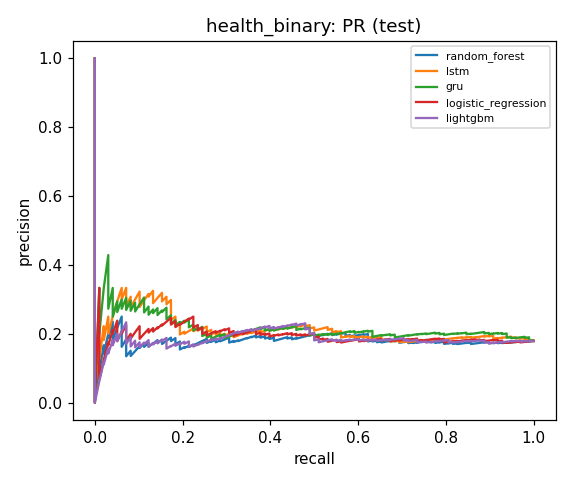 health_binary: PR (test)
random_forest
lstm
gru
logistic_regression
lightgbm
precision
1.0
0.8
0.6
0.4
0.2
0.0
0.0 0.2 0.4 0.6 0.8 1.0
recall